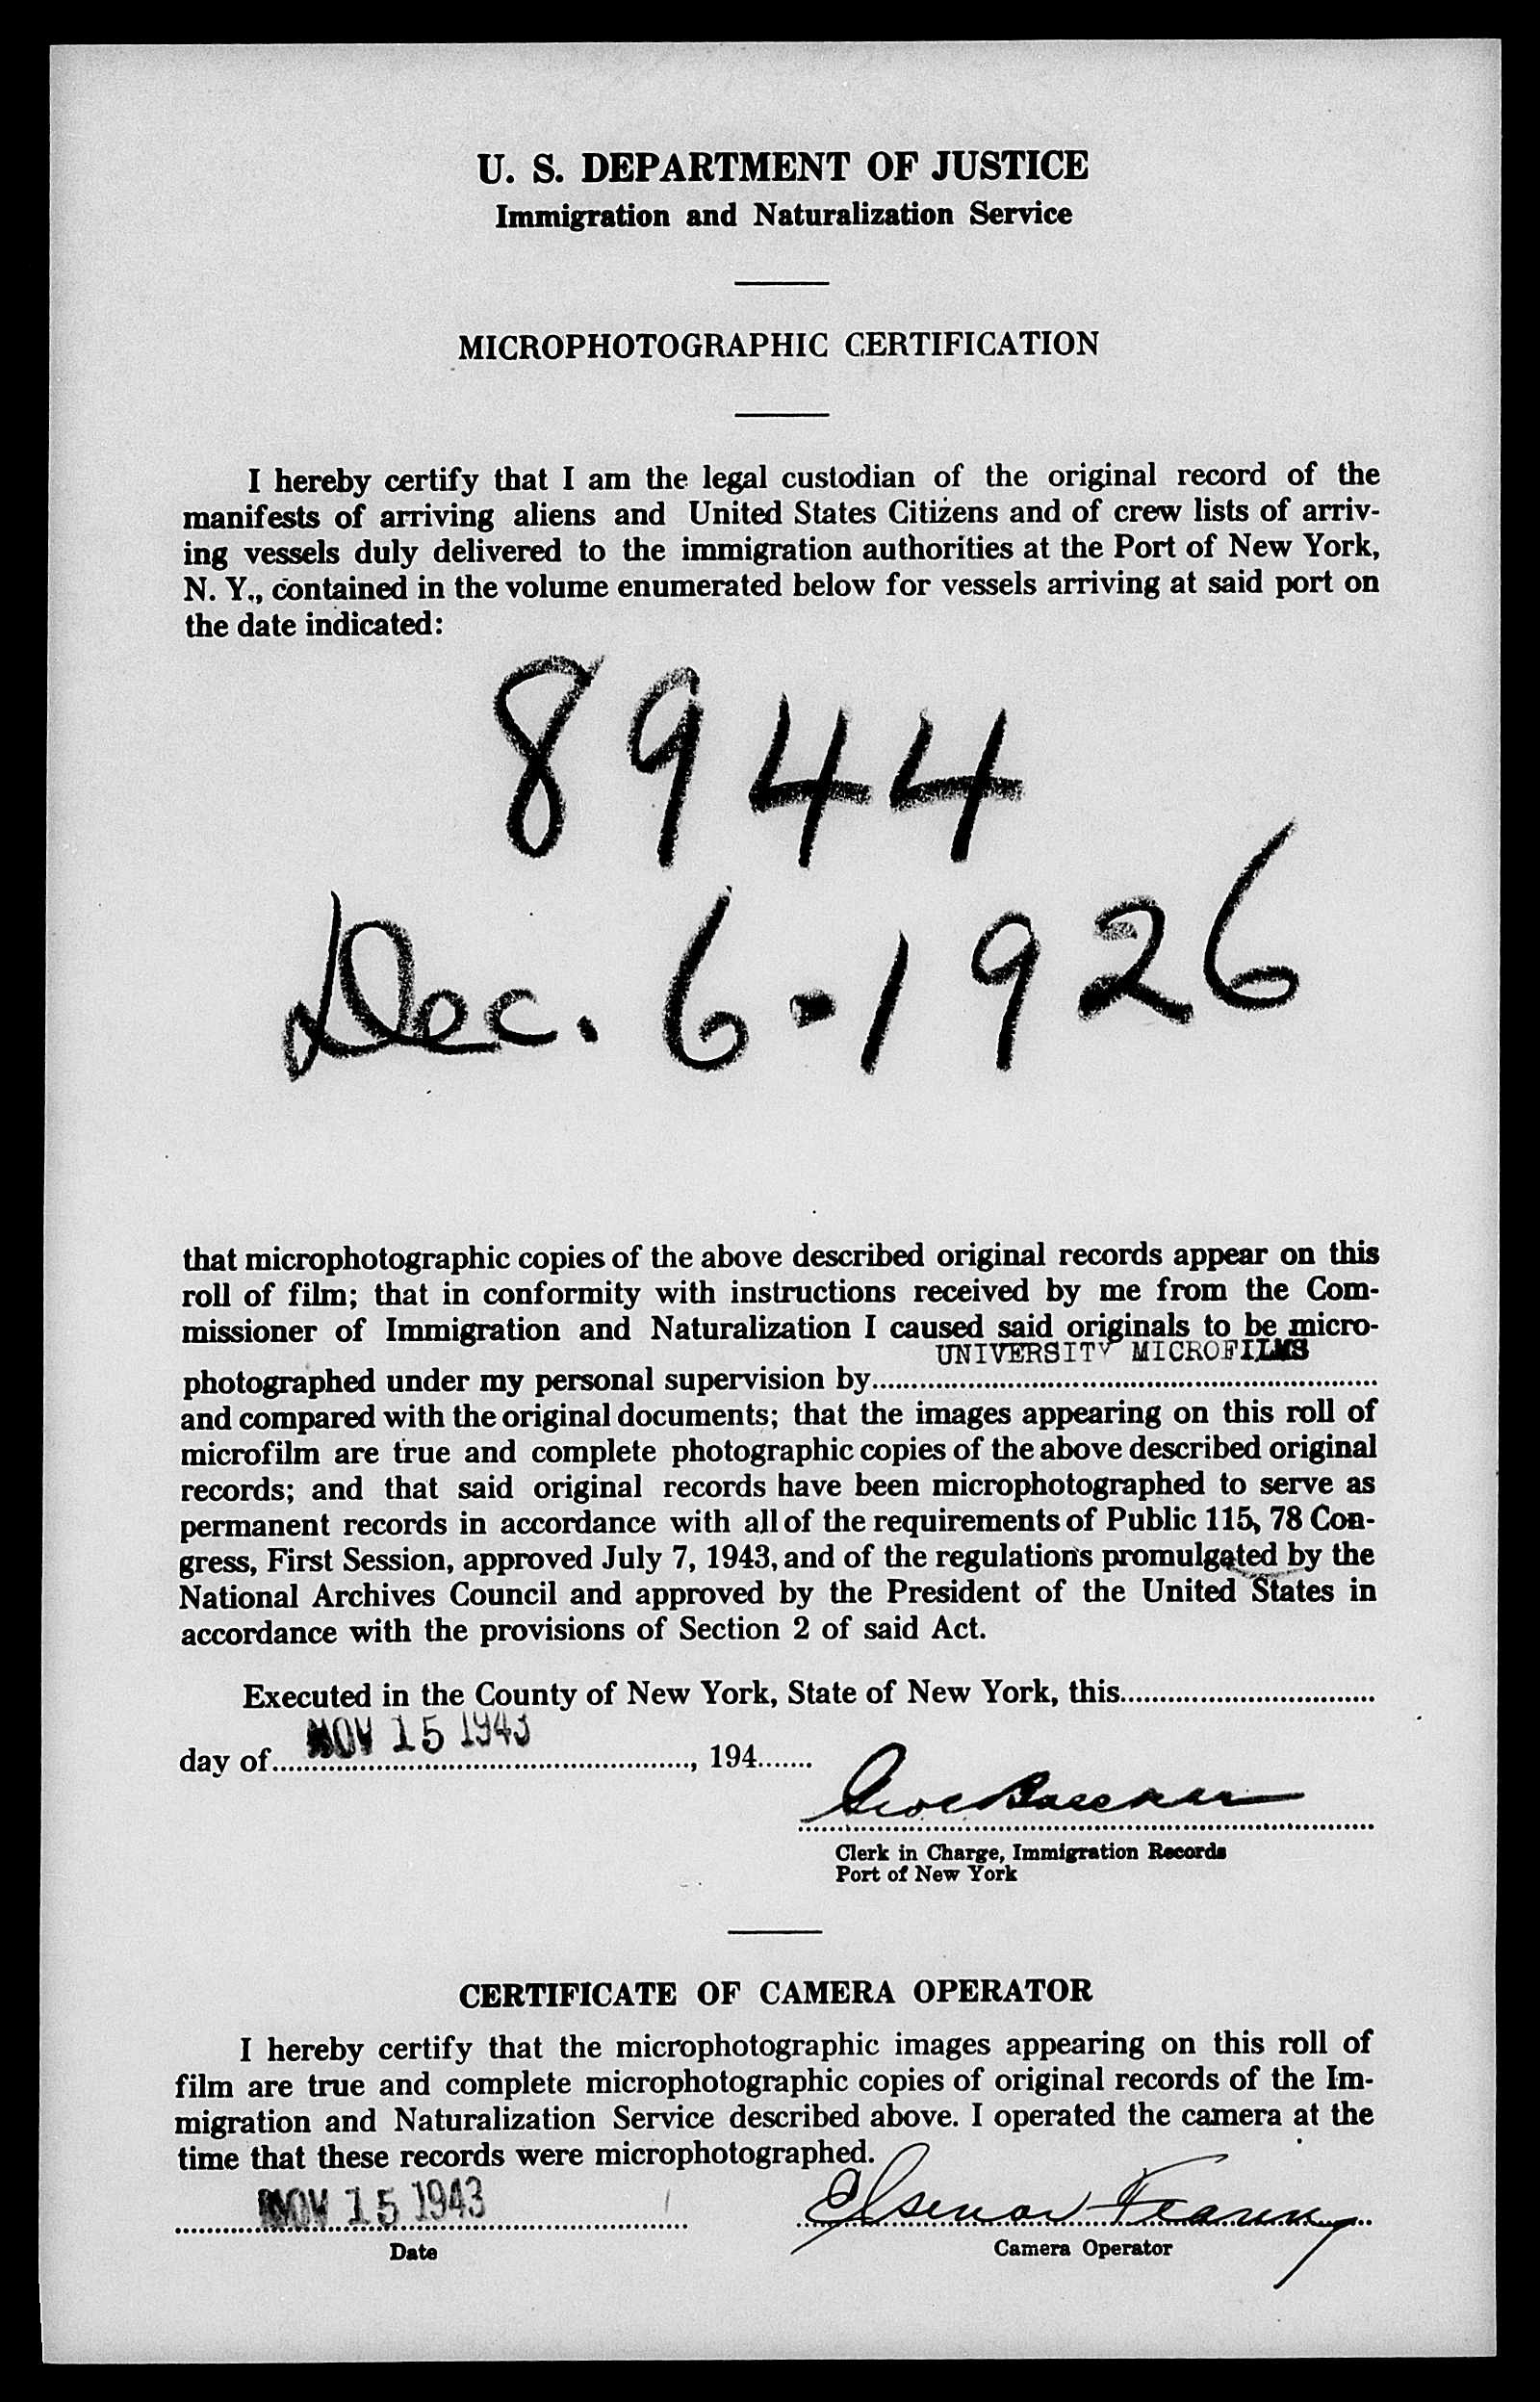 U. S. DEPARTMENT OF JUSTICE
Immigration and Naturalization Service
MICROPHOTOGRAPHIC CERTIFICATION
I hereby certify that I am the legal custodian of the original record of the
manifests of arriving aliens and United States Citizens and of crew lists of arriv-
ing vessels duly delivered to the immigration authorities at the Port of New York,
N. Y., contained in the volume enumerated below for vessels arriving at said port on
the date indicated:
8944
Dec. 6-1926
that microphotographic copies of the above described original records appear on this
roll of film; that in conformity with instructions received by me from the Com-
missioner of Immigration and Naturalization I caused said originals to be micro-
UNIVERSITY MICROFILMS
photographed under my personal supervision by
and compared with the original documents; that the images appearing on this roll of
microfilm are true and complete photographic copies of the above described original
records; and that said original records have been microphotographed to serve as
permanent records in accordance with all of the requirements of Public 115, 78 Con-
gress, First Session, approved July 7, 1943, and of the regulations promulgated by the
National Archives Council and approved by the President of the United States in
accordance with the provisions of Section 2 of said Act.
Executed in the County of New York, State of New York, this
NOV 15 1943
day of , 194
Clerk in Charge, Immigration Records
Port of New York
CERTIFICATE OF CAMERA OPERATOR
I hereby certify that the microphotographic images appearing on this roll of
film are true and complete microphotographic copies of original records of the Im-
migration and Naturalization Service described above. I operated the camera at the
time that these records were microphotographed.
NOV 15 1943
Date
Camera Operator